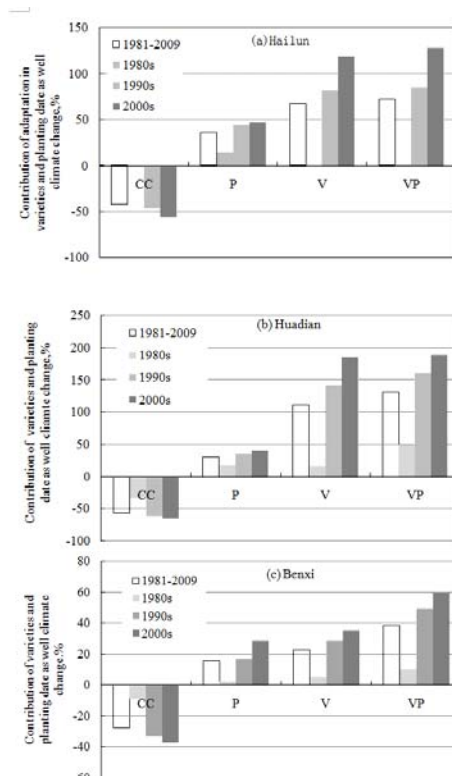 Contribution of adaptation in
varieties and planting date as well
climate change,%
(a)Hailun
1981-2009
1980s
1990s
2000s
150
100
50
0
-50
-100
CC
P
V
VP
Contribution of varieties and planting
date as well cliamte change,%
(b) Huadian
1981-2009
1980s
1990s
2000s
250
200
150
100
50
0
-50
-100
CC
P
V
VP
Contribution of varieties and
planting date as well climate
change.%
(c)Benxi
1981-2009
1980s
1990s
2000s
80
60
40
20
0
-20
-40
-60
CC
P
V
VP